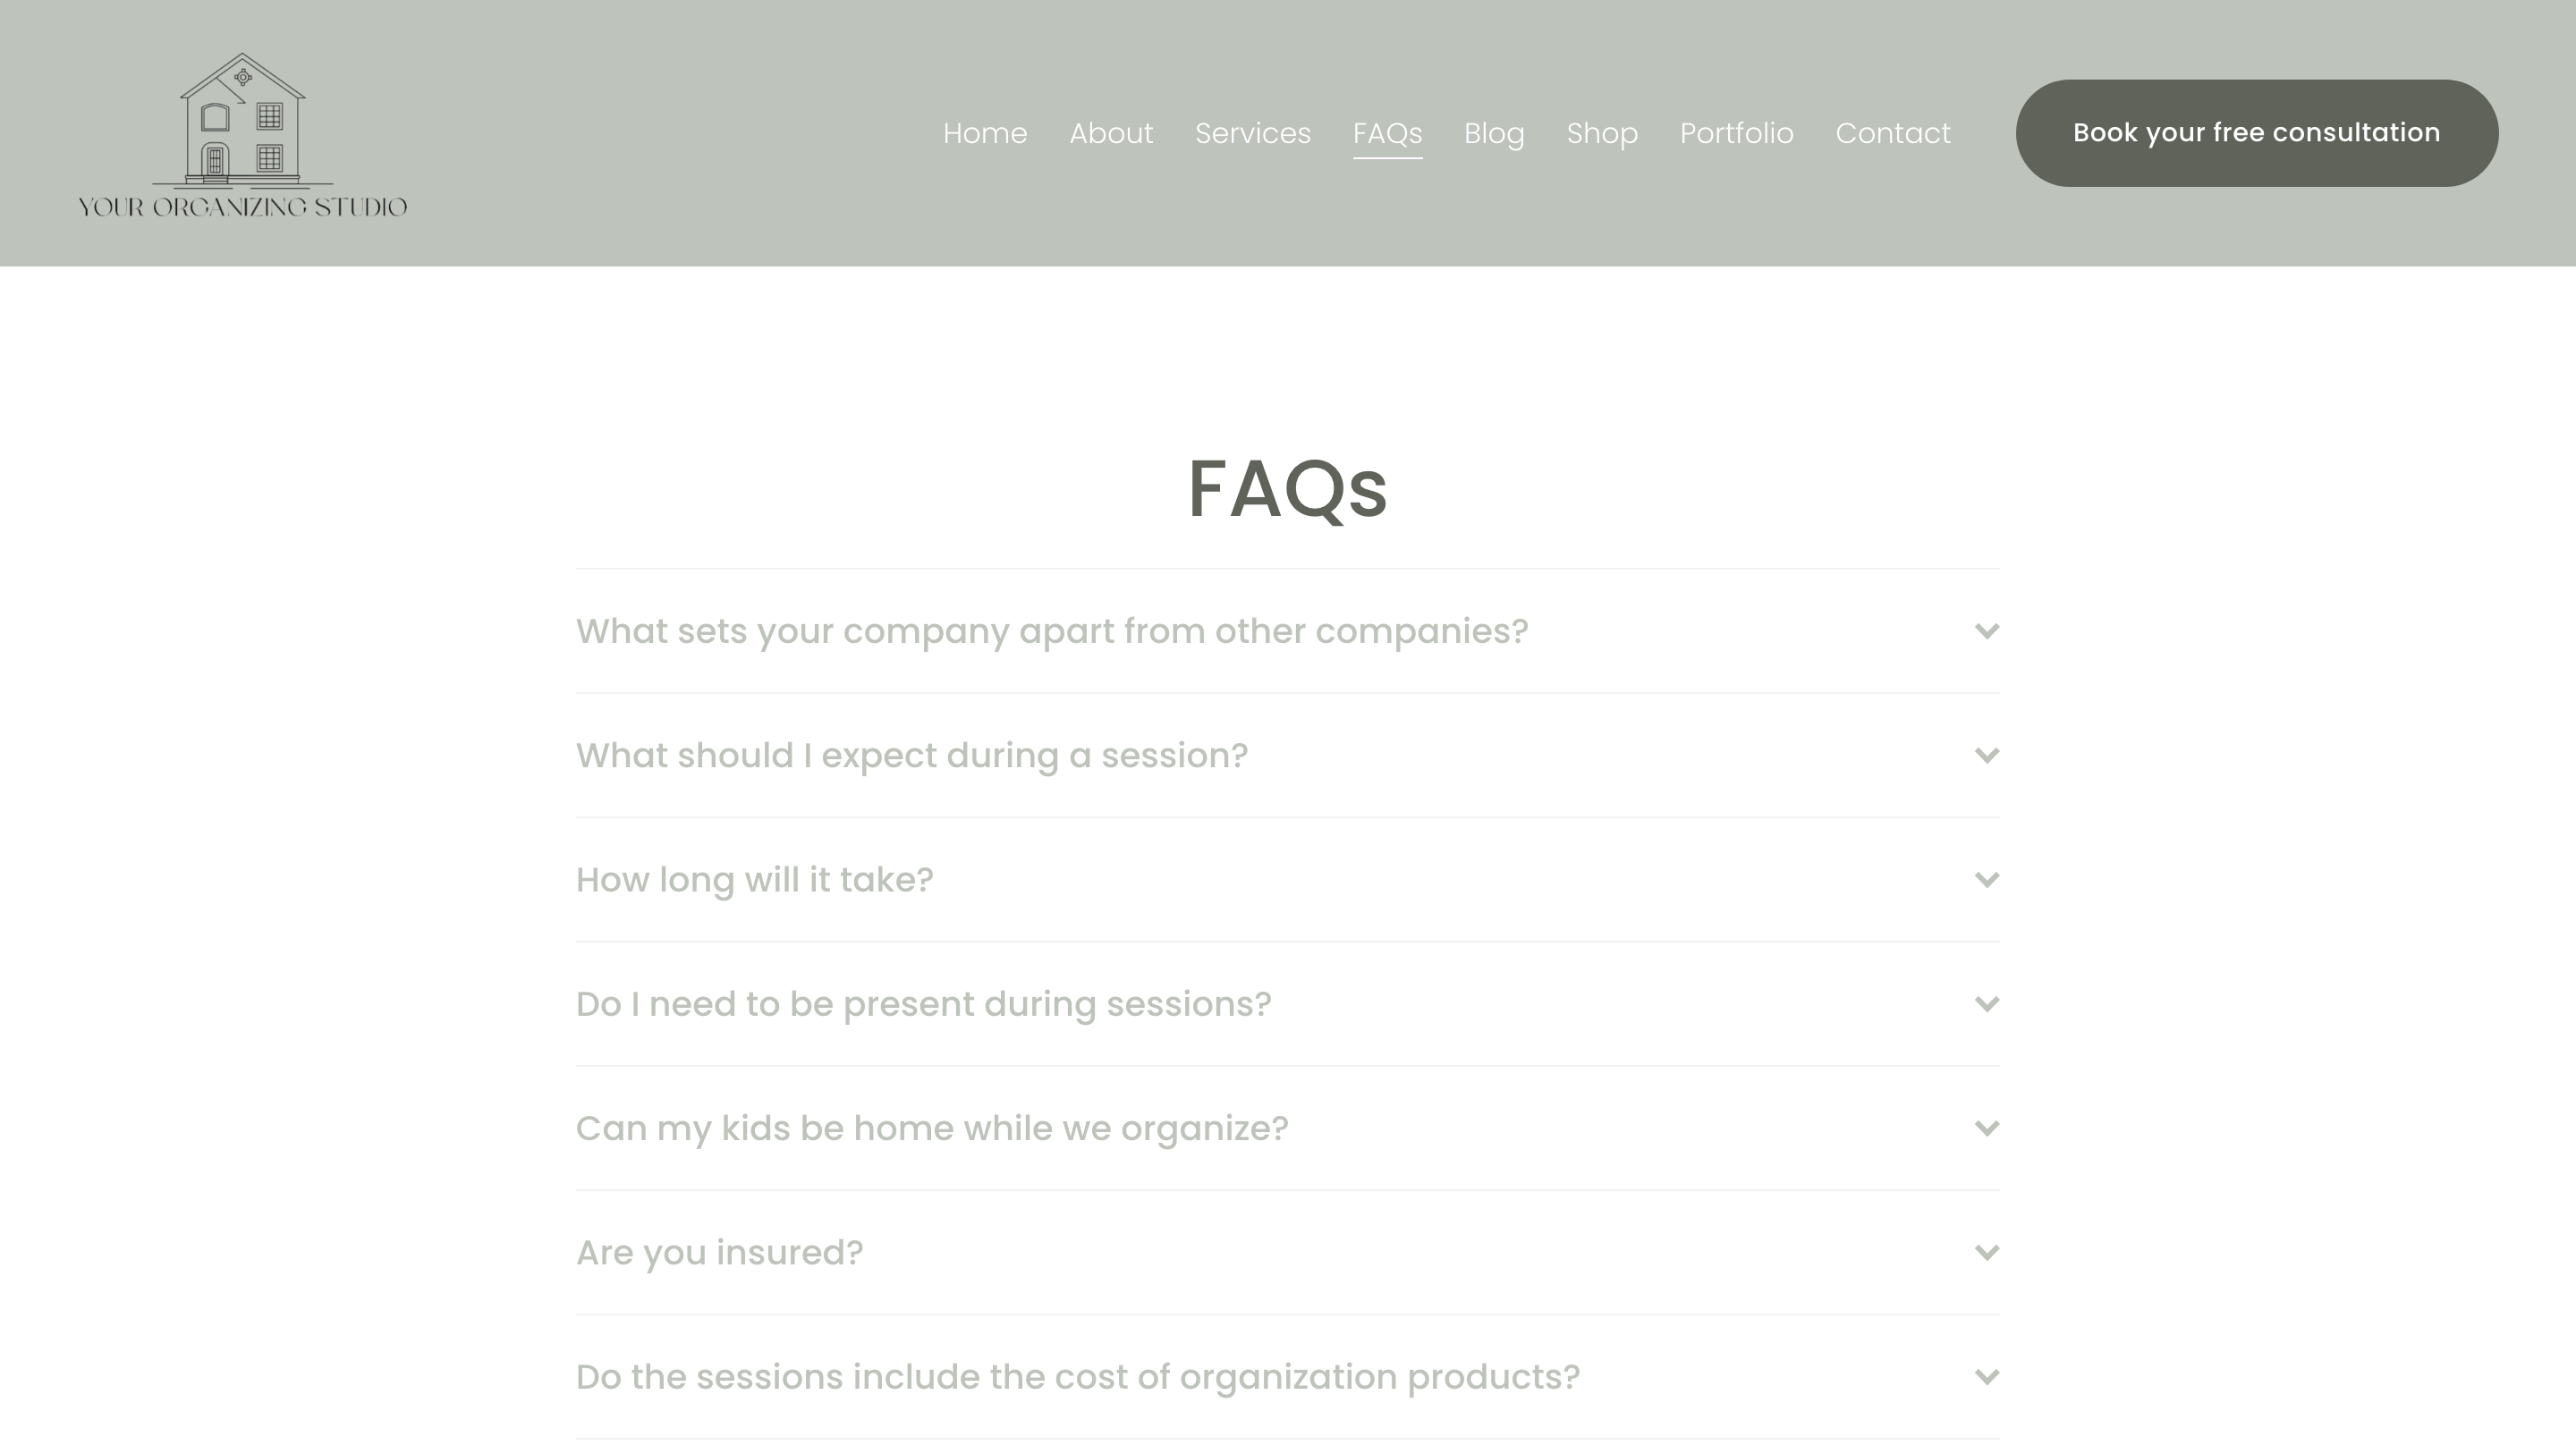 YOUR ORGANIZING STUDIO
Home About Services FAQs Blog Shop Portfolio Contact Book your free consultation
FAQs
What sets your company apart from other companies?
What should I expect during a session?
How long will it take?
Do I need to be present during sessions?
Can my kids be home while we organize?
Are you insured?
Do the sessions include the cost of organization products?